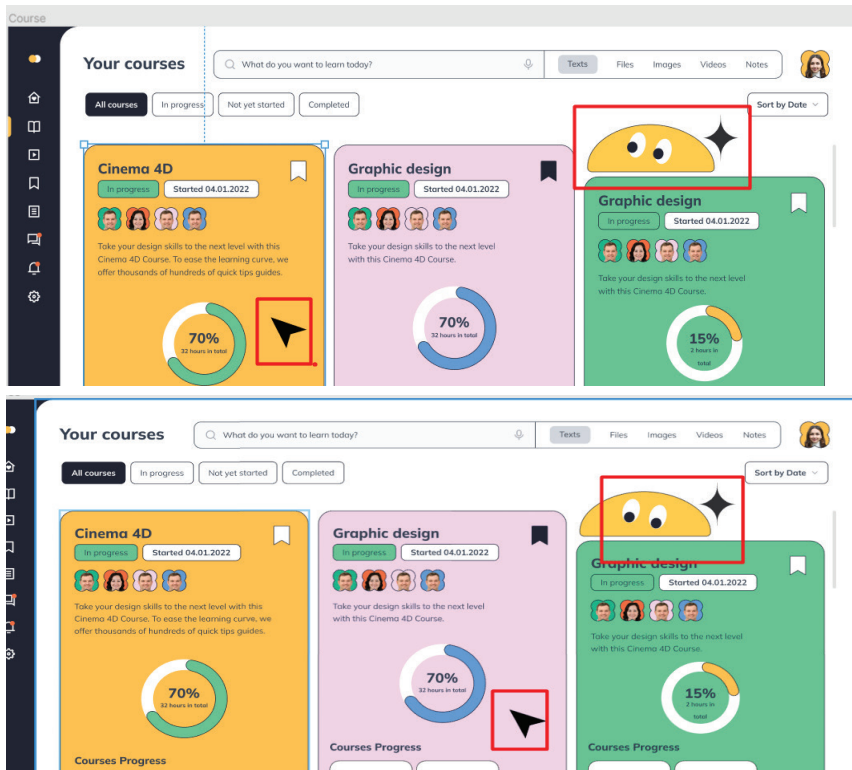 Course
Your courses
What do you want to learn today?
Texts
Files
Images
Videos
Notes
All courses
In progress
Not yet started
Completed
Sort by Date
Cinema 4D
In progress
Started 04.01.2022
Take your design skills to the next level with this
Cinema 4D Course. To ease the learning curve, we
offer thousands of hundreds of quick tips guides.
70%
32 hours in total
Graphic design
In progress
Started 04.01.2022
Take your design skills to the next level
with this Cinema 4D Course.
70%
32 hours in total
Graphic design
In progress
Started 04.01.2022
Take your design skills to the next level
with this Cinema 4D Course.
15%
2 hours in
total
Your courses
What do you want to learn today?
Texts
Files
Images
Videos
Notes
All courses
In progress
Not yet started
Completed
Sort by Date
Cinema 4D
In progress
Started 04.01.2022
Take your design skills to the next level with this
Cinema 4D Course. To ease the learning curve, we
offer thousands of hundreds of quick tips guides.
70%
32 hours in total
Courses Progress
Graphic design
In progress
Started 04.01.2022
Take your design skills to the next level
with this Cinema 4D Course.
70%
32 hours in total
Courses Progress
Graphic design
In progress
Started 04.01.2022
Take your design skills to the next level
with this Cinema 4D Course.
15%
2 hours in
total
Courses Progress